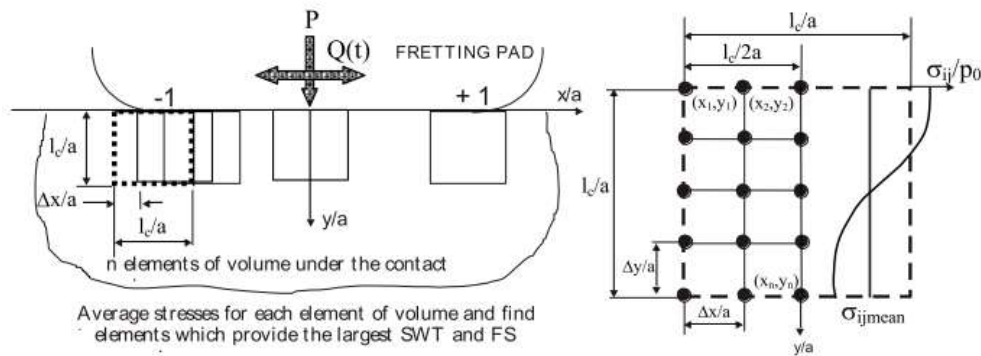 P
Q(t)
FRETTING PAD
-1
+ 1
x/a
l_c/a
Δx/a
l_c/a
y/a
n elements of volume under the contact
Average stresses for each element of volume and find
elements which provide the largest SWT and FS
l_c/a
l_c/2a
σ_ij/p_0
(x_1,y_1)
(x_2,y_2)
l_c/a
Δy/a
(x_n,y_n)
Δx/a
σ_ijmean
y/a